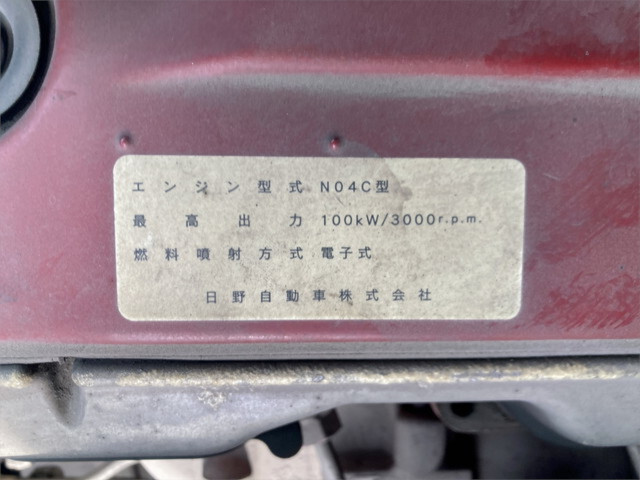 エンジン型式 N04C型
最高出力 100kW/3000r.p.m.
燃料噴射方式 電子式
日野自動車株式会社